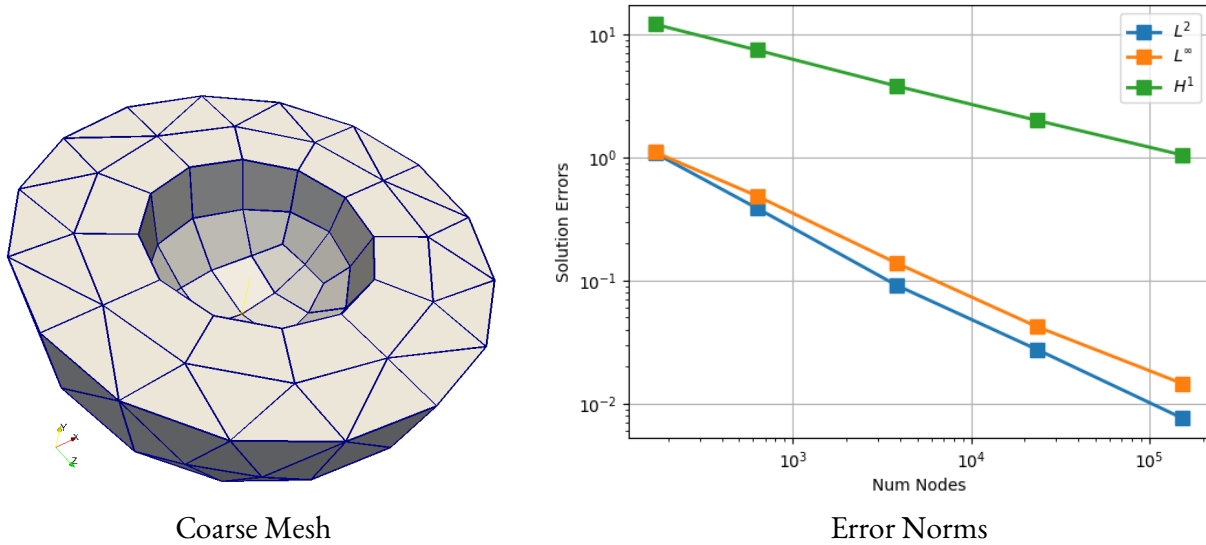 Y
X
Z
Coarse Mesh
10¹
10⁰
10⁻¹
10⁻²
Solution Errors
L²
L∞
H¹
10³
10⁴
10⁵
Num Nodes
Error Norms